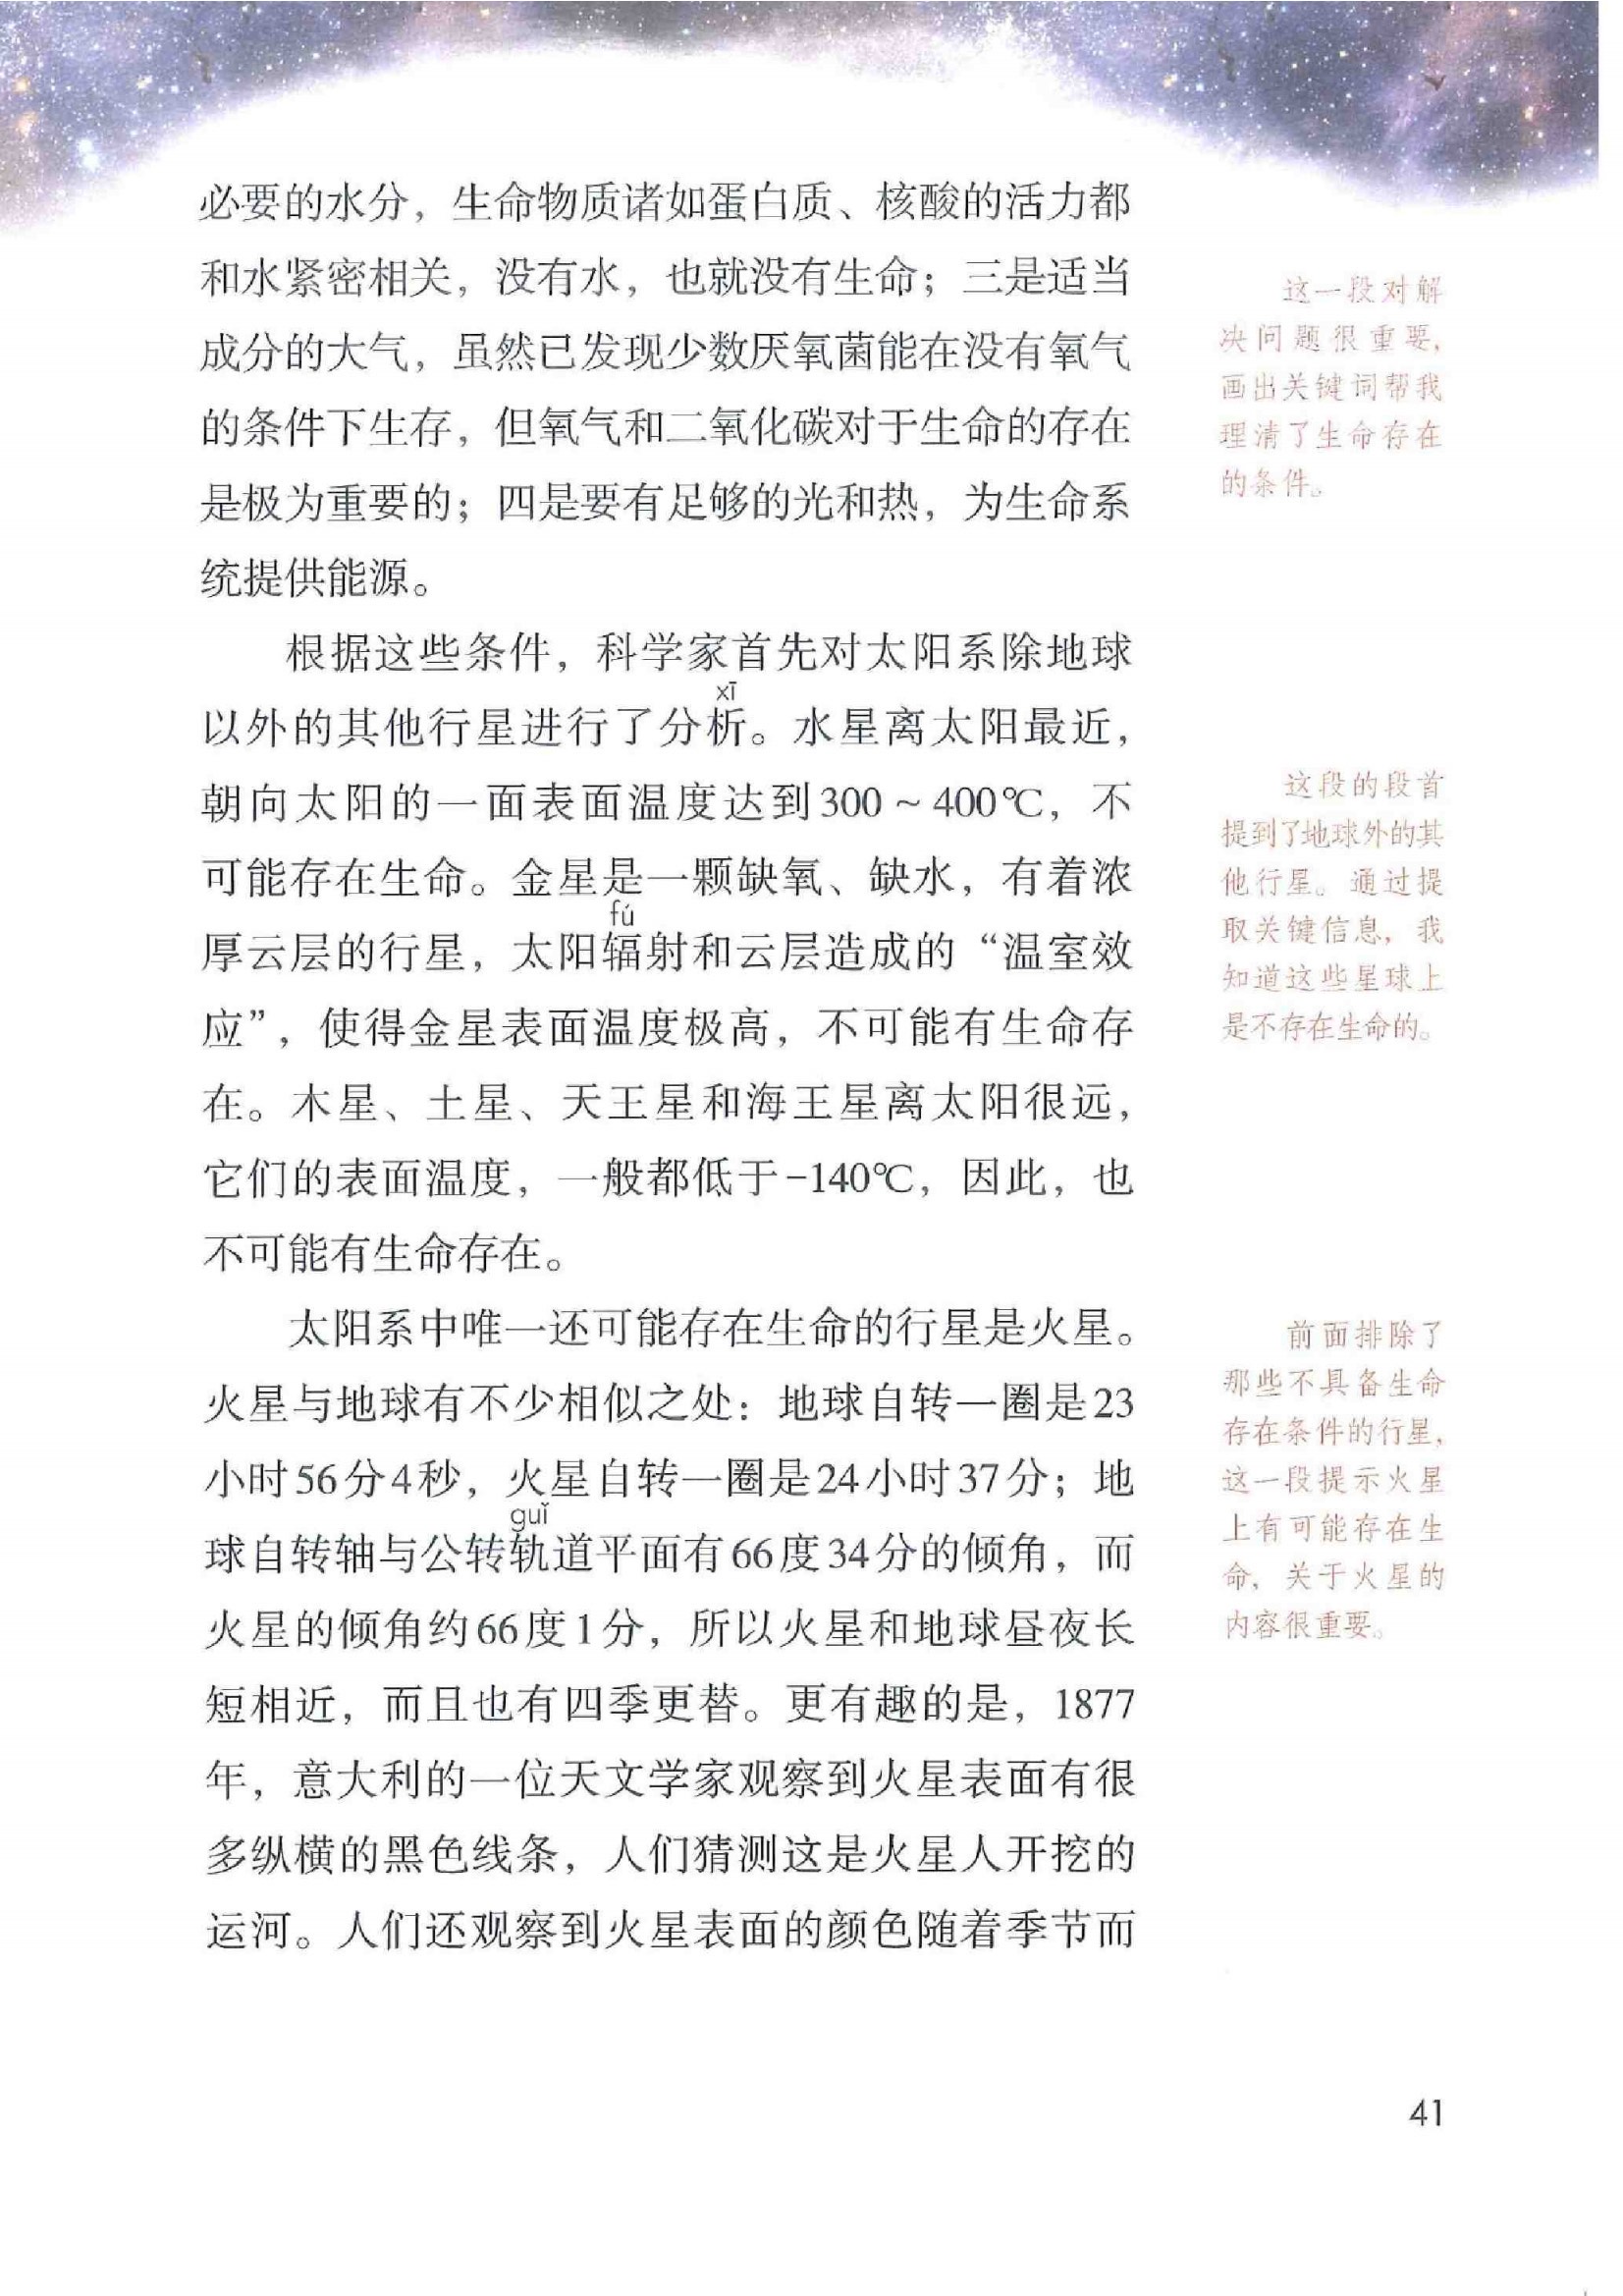 必要的水分，生命物质诸如蛋白质、核酸的活力都
和水紧密相关，没有水，也就没有生命；三是适当
成分的大气，虽然已发现少数厌氧菌能在没有氧气
的条件下生存，但氧气和二氧化碳对于生命的存在
是极为重要的；四是要有足够的光和热，为生命系
统提供能源。
这一段对解
决问题很重要，
画出关键词帮我
理清了生命存在
的条件。
根据这些条件，科学家首先对太阳系除地球
xī
以外的其他行星进行了分析。水星离太阳最近，
朝向太阳的一面表面温度达到300～400℃，不
可能存在生命。金星是一颗缺氧、缺水，有着浓
fú
厚云层的行星，太阳辐射和云层造成的“温室效
应”，使得金星表面温度极高，不可能有生命存
在。木星、土星、天王星和海王星离太阳很远，
它们的表面温度，一般都低于-140℃，因此，也
不可能有生命存在。
这段的段首
提到了地球外的其
他行星。通过提
取关键信息，我
知道这些星球上
是不存在生命的。
太阳系中唯一还可能存在生命的行星是火星。
火星与地球有不少相似之处：地球自转一圈是23
小时56分4秒，火星自转一圈是24小时37分；地
guǐ
球自转轴与公转轨道平面有66度34分的倾角，而
火星的倾角约66度1分，所以火星和地球昼夜长
短相近，而且也有四季更替。更有趣的是，1877
年，意大利的一位天文学家观察到火星表面有很
多纵横的黑色线条，人们猜测这是火星人开挖的
运河。人们还观察到火星表面的颜色随着季节而
前面排除了
那些不具备生命
存在条件的行星，
这一段提示火星
上有可能存在生
命，关于火星的
内容很重要。
41